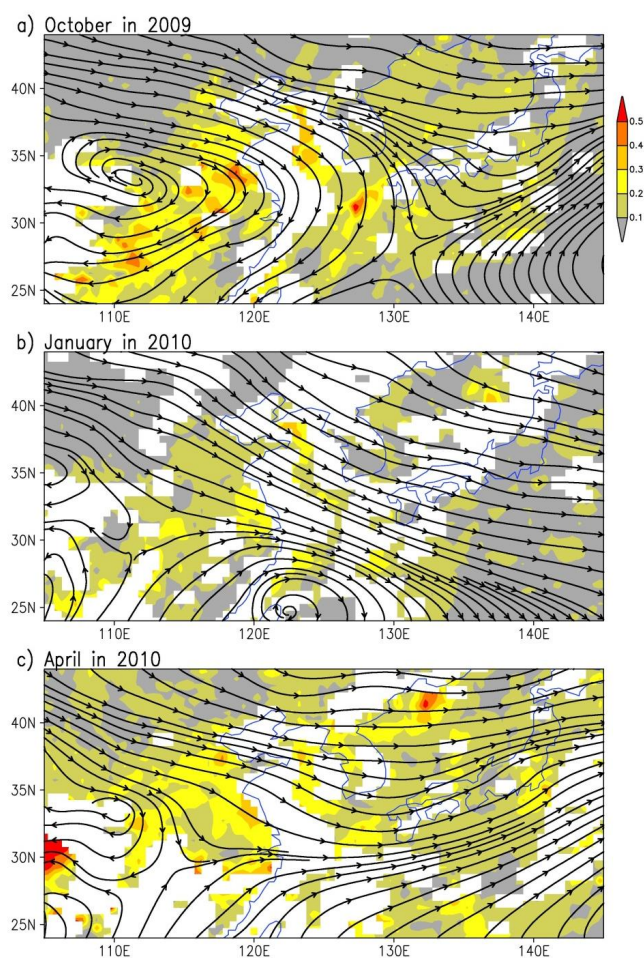 a) October in 2009
40N
35N
30N
25N
110E 120E 130E 140E
0.5
0.4
0.3
0.2
0.1
b) January in 2010
40N
35N
30N
25N
110E 120E 130E 140E
c) April in 2010
40N
35N
30N
25N
110E 120E 130E 140E